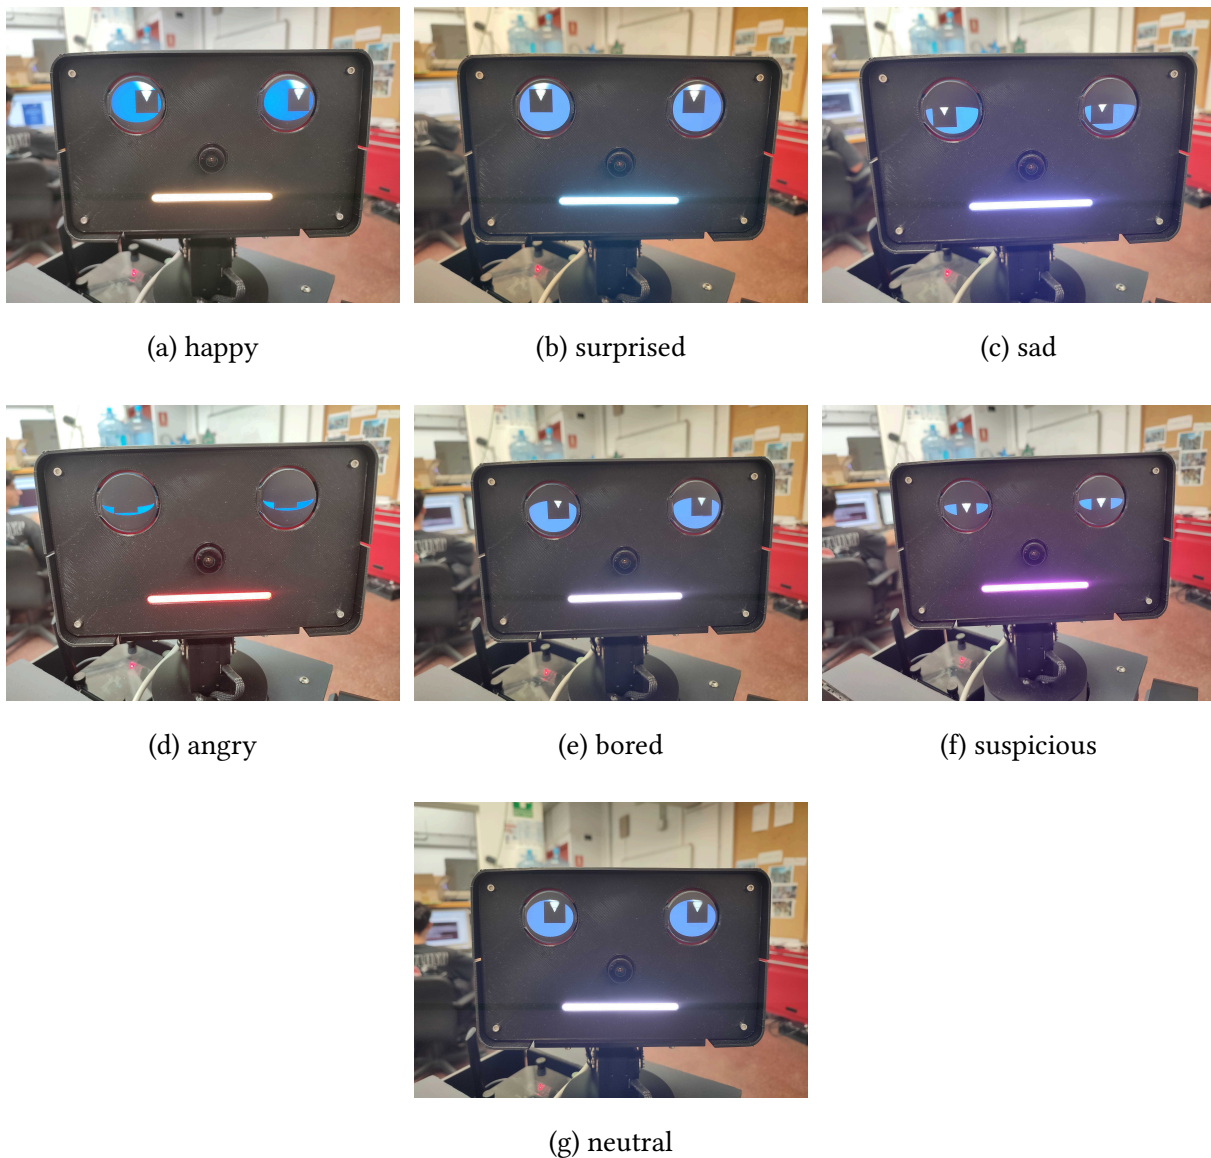 (a) happy
(b) surprised
(c) sad
(d) angry
(e) bored
(f) suspicious
(g) neutral